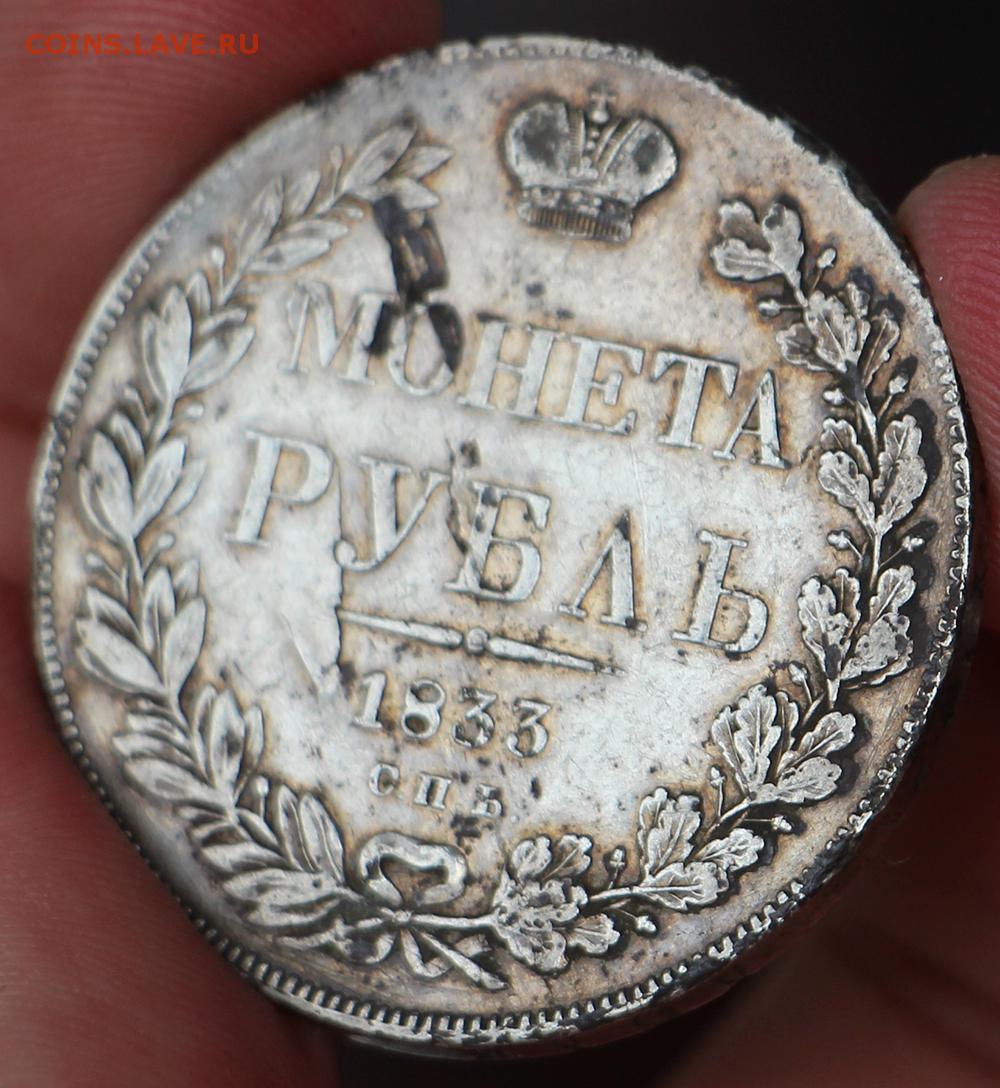 COINS.LAVE.RU
МОНЕТА
РУБЛЬ
1833
СПБ